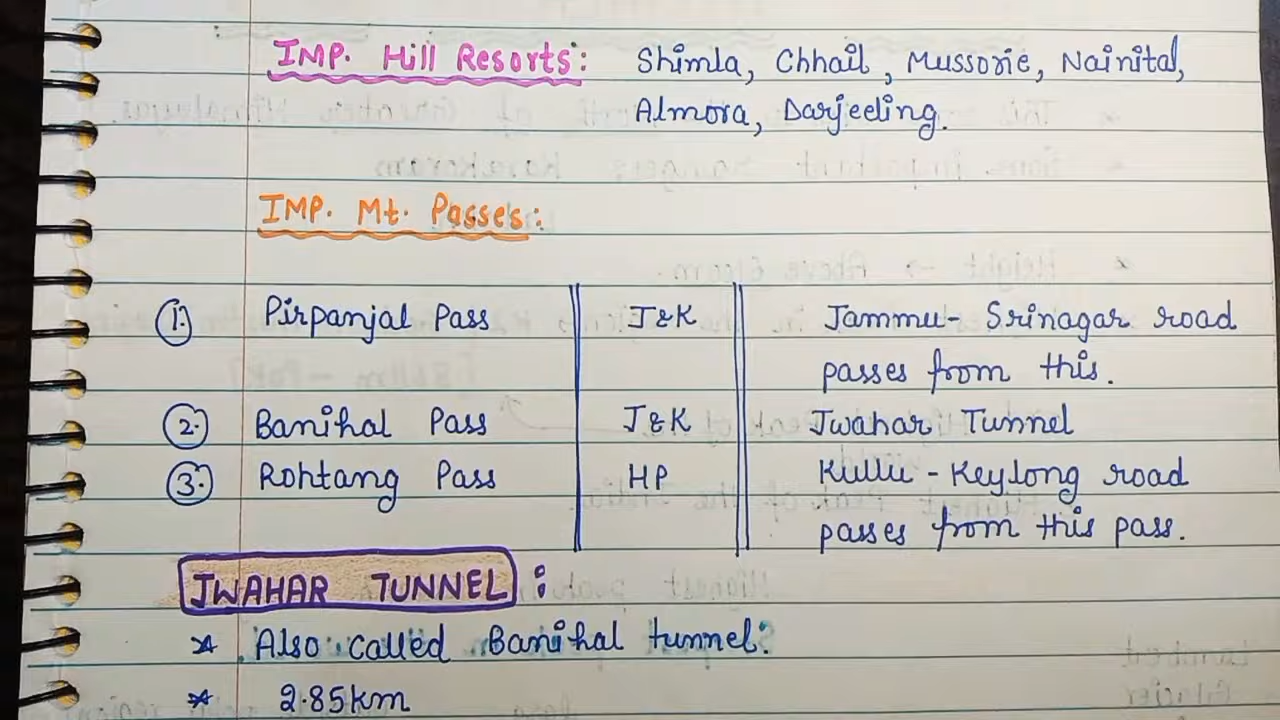 IMP. Hill Resorts: Shimla, Chhail, Mussorie, Nainital,
Almora, Darjeeling.
IMP. Mt. Passes:
1. Pirpanjal Pass J&K Jammu- Srinagar road
passes from this.
2. Banihal Pass J&K Jwahar Tunnel
3. Rohtang Pass HP Kullu - Keylong road
passes from this pass.
JWAHAR TUNNEL:
* Also called Banihal tunnel.
* 2.85km